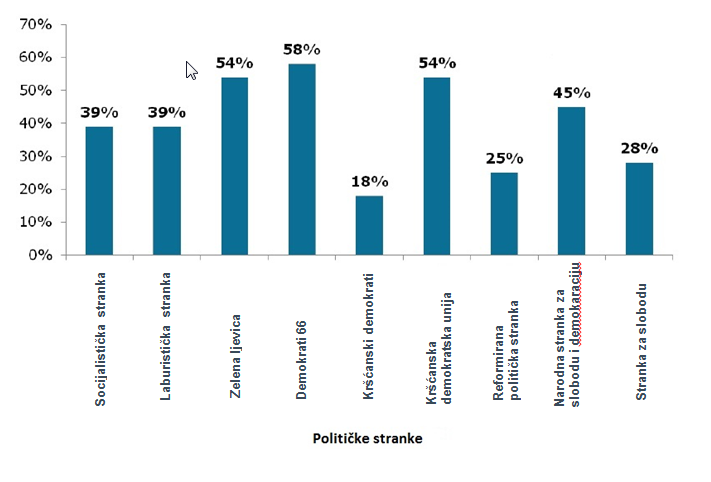 70%
60%
50%
40%
30%
20%
10%
0%
39%
39%
54%
58%
18%
54%
25%
45%
28%
Socijalistička stranka
Laburistička stranka
Zelena ljevica
Demokrati 66
Kršćanski demokrati
Kršćanska
demokratska unija
Reformirana
politička stranka
Narodna stranka za
slobodu i demokaraciju
Stranka za slobodu
Političke stranke